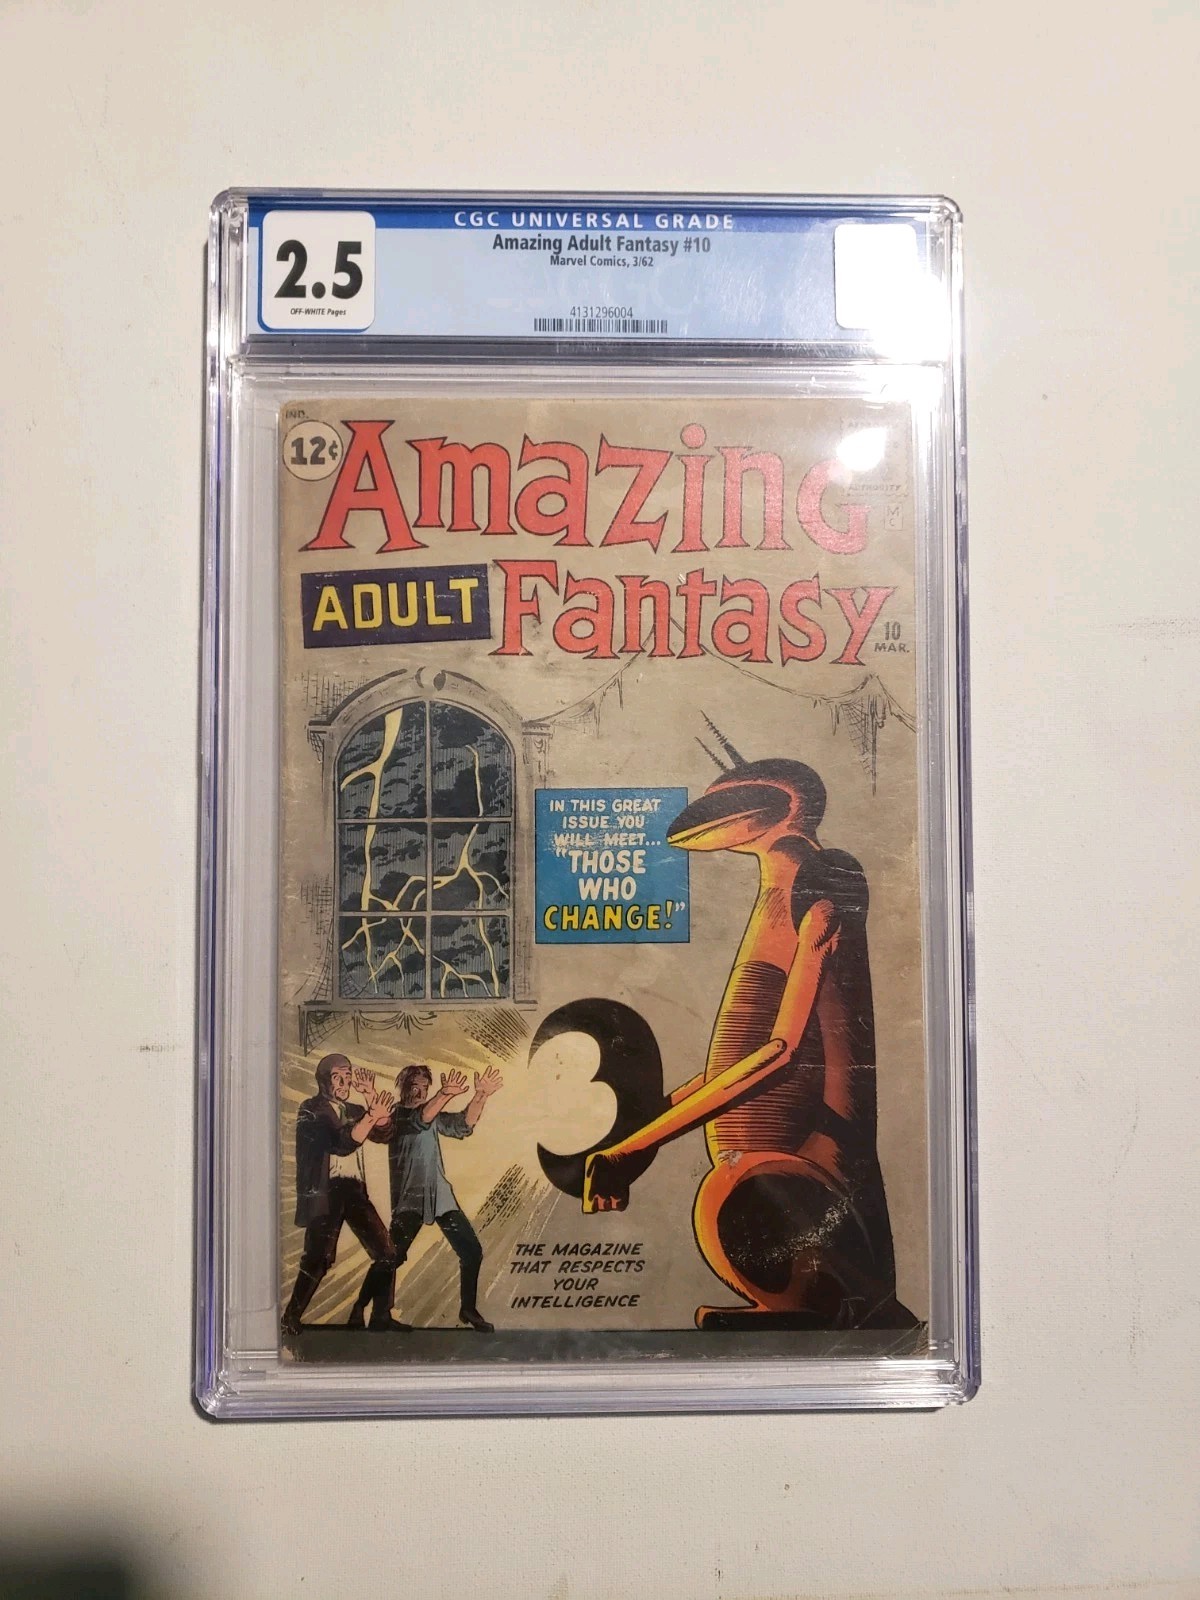 CGC UNIVERSAL GRADE
2.5
OFF-WHITE Pages
Amazing Adult Fantasy #10
Marvel Comics, 3/62
4131296004
IND.
12¢
Amazing
AUTHORITY
M
C
ADULT Fantasy
10
MAR.
IN THIS GREAT
ISSUE YOU
WILL MEET...
"THOSE
WHO
CHANGE!"
THE MAGAZINE
THAT RESPECTS
YOUR
INTELLIGENCE